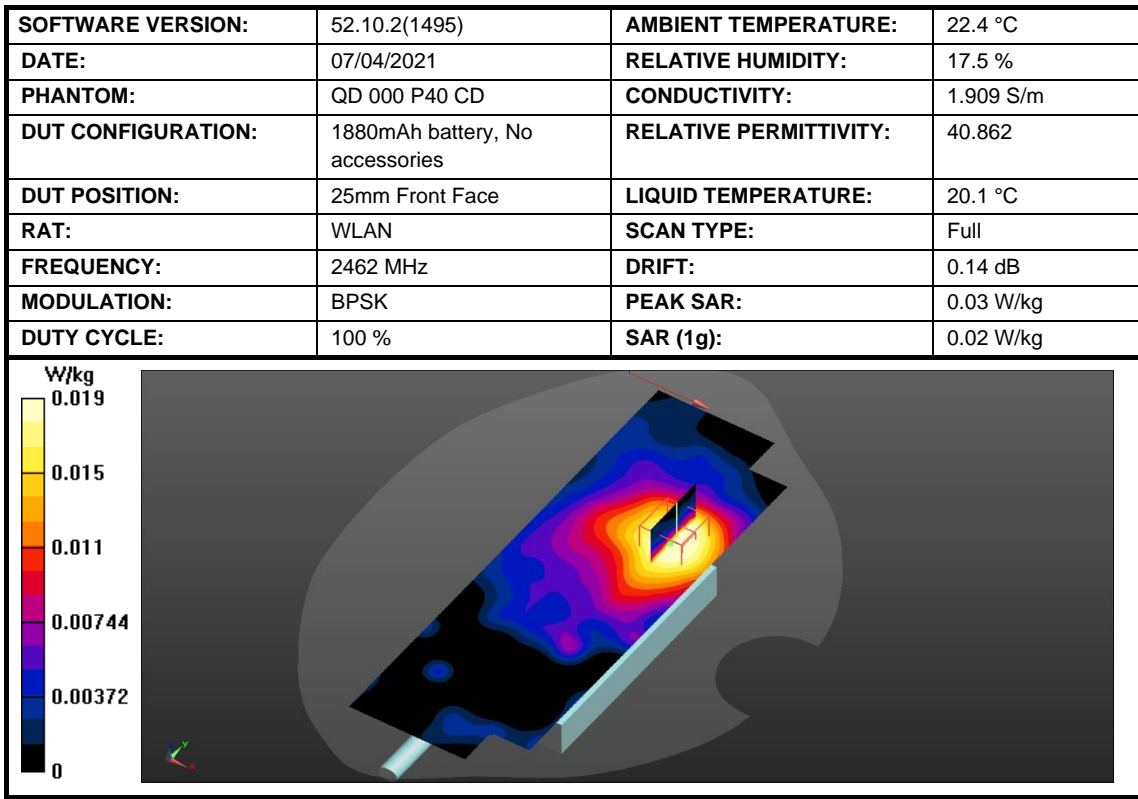 SOFTWARE VERSION: 52.10.2(1495) AMBIENT TEMPERATURE: 22.4 °C
DATE: 07/04/2021 RELATIVE HUMIDITY: 17.5 %
PHANTOM: QD 000 P40 CD CONDUCTIVITY: 1.909 S/m
DUT CONFIGURATION: 1880mAh battery, No RELATIVE PERMITTIVITY: 40.862
accessories
DUT POSITION: 25mm Front Face LIQUID TEMPERATURE: 20.1 °C
RAT: WLAN SCAN TYPE: Full
FREQUENCY: 2462 MHz DRIFT: 0.14 dB
MODULATION: BPSK PEAK SAR: 0.03 W/kg
DUTY CYCLE: 100 % SAR (1g): 0.02 W/kg
W/kg
0.019
0.015
0.011
0.00744
0.00372
0
Y
x